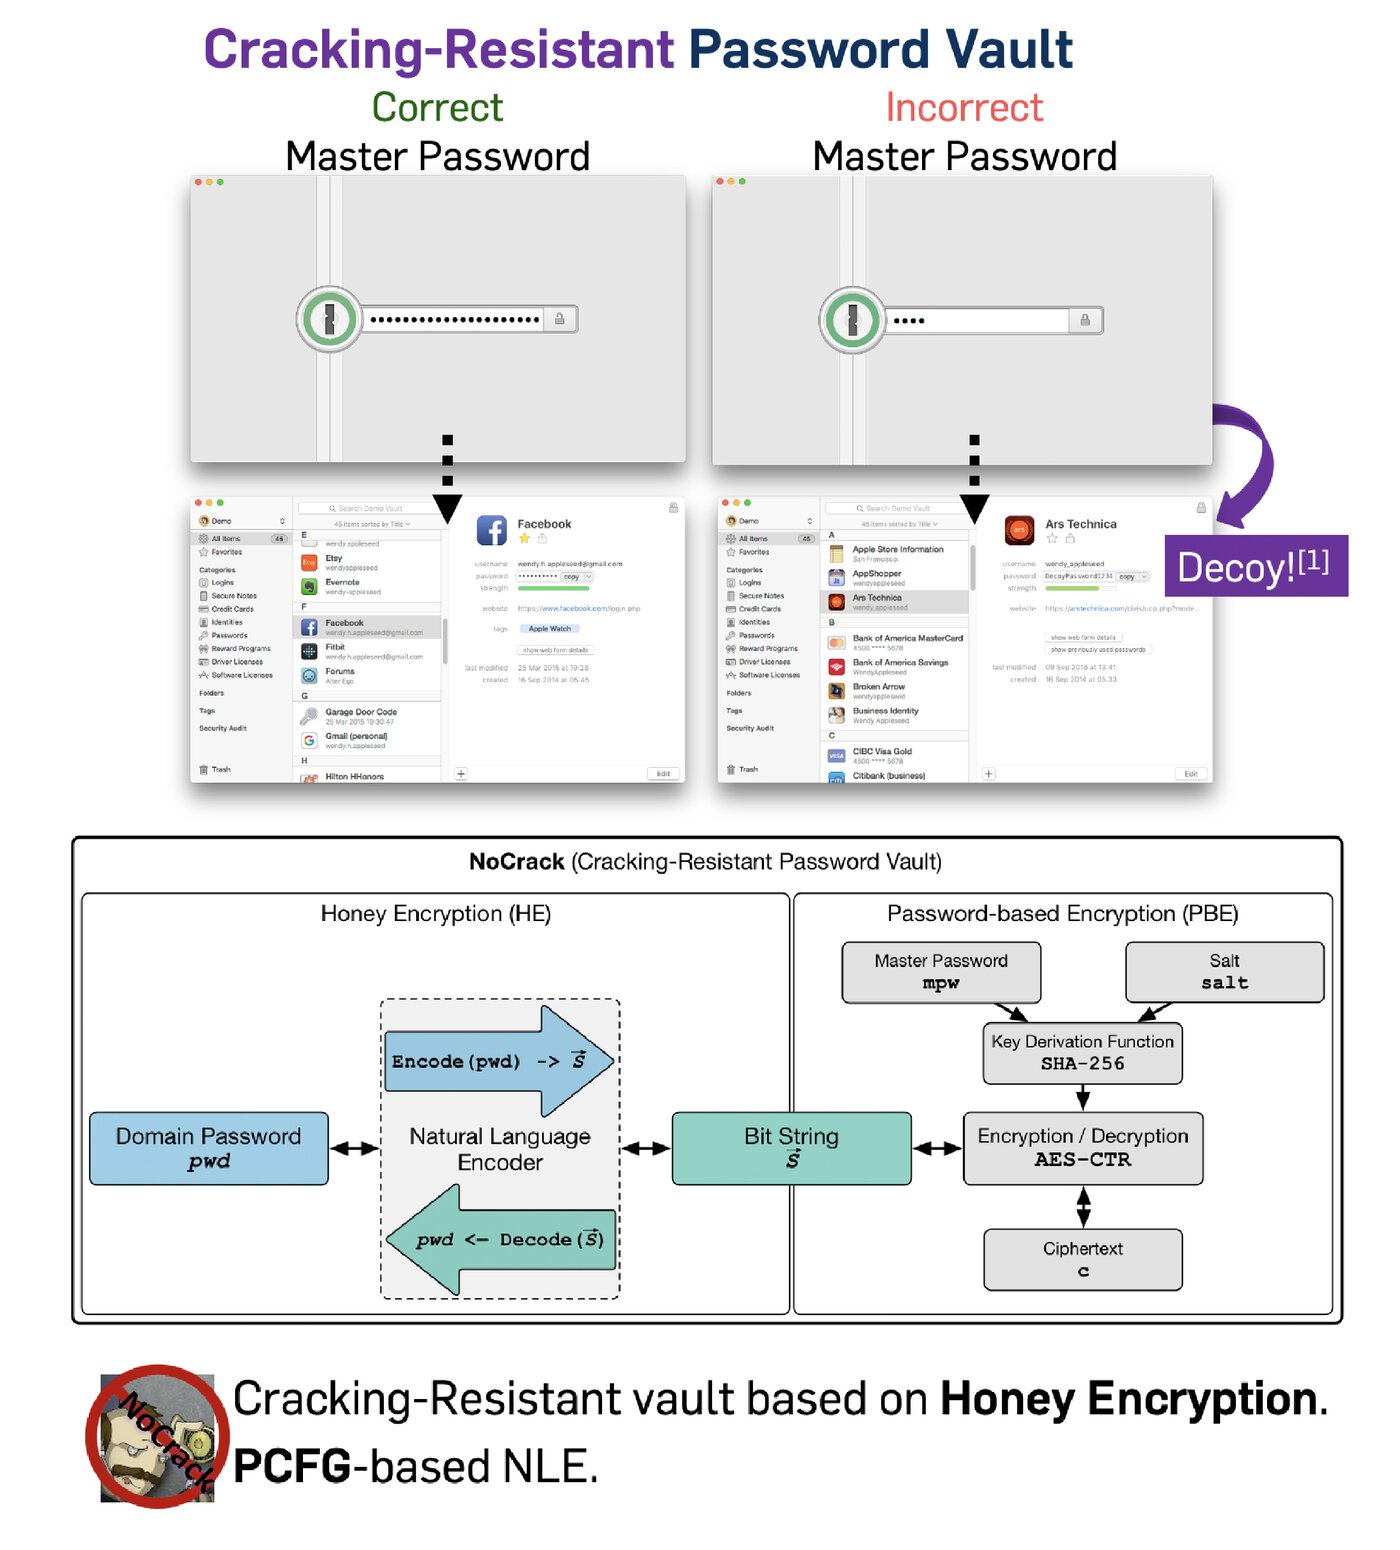 Cracking-Resistant Password Vault
Correct
Master Password
Incorrect
Master Password
Demo
All Items 46
Favorites
Categories
Logins
Secure Notes
Credit Cards
Identities
Passwords
Reward Programs
Driver Licenses
Software Licenses
Folders
Tags
Security Audit
Trash
Search Demo Vault
45 items sorted by Title
E
wendy.appleseed
Etsy
wendyappleseed
Evernote
wendy-appleseed
F
Facebook
wendy.h.appleseed@gmail.com
Fitbit
wendy.h.appleseed@gmail.com
Forums
Alter Ego
G
Garage Door Code
25 Mar 2015 19:30:47
Gmail (personal)
wendy.h.appleseed
H
Hilton HHonors
Facebook
username wendy.h.appleseed@gmail.com
password •••••••••• copy
strength
website https://www.facebook.com/login.php
tags Apple Watch
show web form details
last modified 25 Mar 2015 at 19:28
created 16 Sep 2014 at 05:45
+ Edit
Demo
All Items 46
Favorites
Categories
Logins
Secure Notes
Credit Cards
Identities
Passwords
Reward Programs
Driver Licenses
Software Licenses
Folders
Tags
Security Audit
Trash
Search Demo Vault
45 items sorted by Title
A
Apple Store Information
San Francisco
AppShopper
wendy.appleseed
Ars Technica
wendy_appleseed
B
Bank of America MasterCard
4500 •••• 5678
Bank of America Savings
WendyAppleseed
Broken Arrow
wendyappleseed
Business Identity
Wendy Appleseed
C
CIBC Visa Gold
4500 •••• 5678
Citibank (business)
Ars Technica
username wendy_appleseed
password DecoyPassword1234 copy
strength
website https://arstechnica.com/civis/ucp.php?mode...
show web form details
show previously used passwords
last modified 09 Sep 2015 at 13:41
created 16 Sep 2014 at 05:33
+ Edit
Decoy![1]
NoCrack (Cracking-Resistant Password Vault)
Honey Encryption (HE)
Encode(pwd) -> S⃗
Domain Password
pwd
Natural Language
Encoder
pwd <- Decode(S⃗)
Bit String
S⃗
Password-based Encryption (PBE)
Master Password
mpw
Salt
salt
Key Derivation Function
SHA-256
Encryption / Decryption
AES-CTR
Ciphertext
c
NoCrack
Cracking-Resistant vault based on Honey Encryption.
PCFG-based NLE.